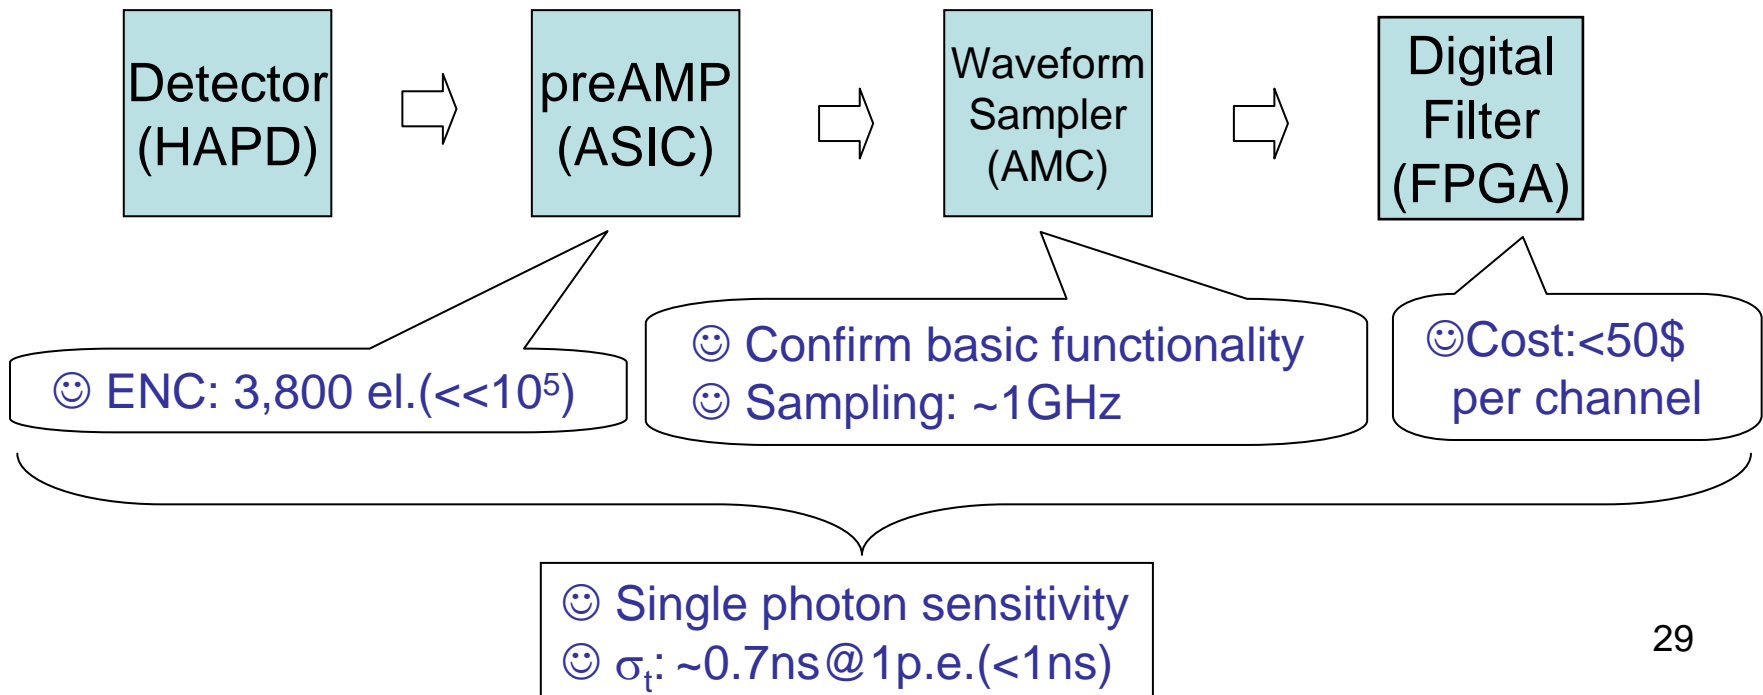 Detector
(HAPD)
preAMP
(ASIC)
Waveform
Sampler
(AMC)
Digital
Filter
(FPGA)
☺ ENC: 3,800 el.(<<10⁵)
☺ Confirm basic functionality
☺ Sampling: ~1GHz
☺Cost:<50$
per channel
☺ Single photon sensitivity
☺ σₜ: ~0.7ns@1p.e.(<1ns)
29